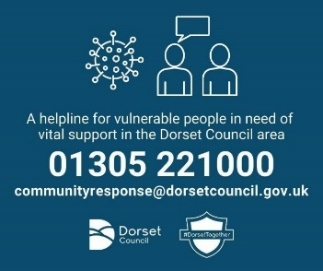 A helpline for vulnerable people in need of
vital support in the Dorset Council area
01305 221000
communityresponse@dorsetcouncil.gov.uk
Dorset
Council
#DorsetTogether